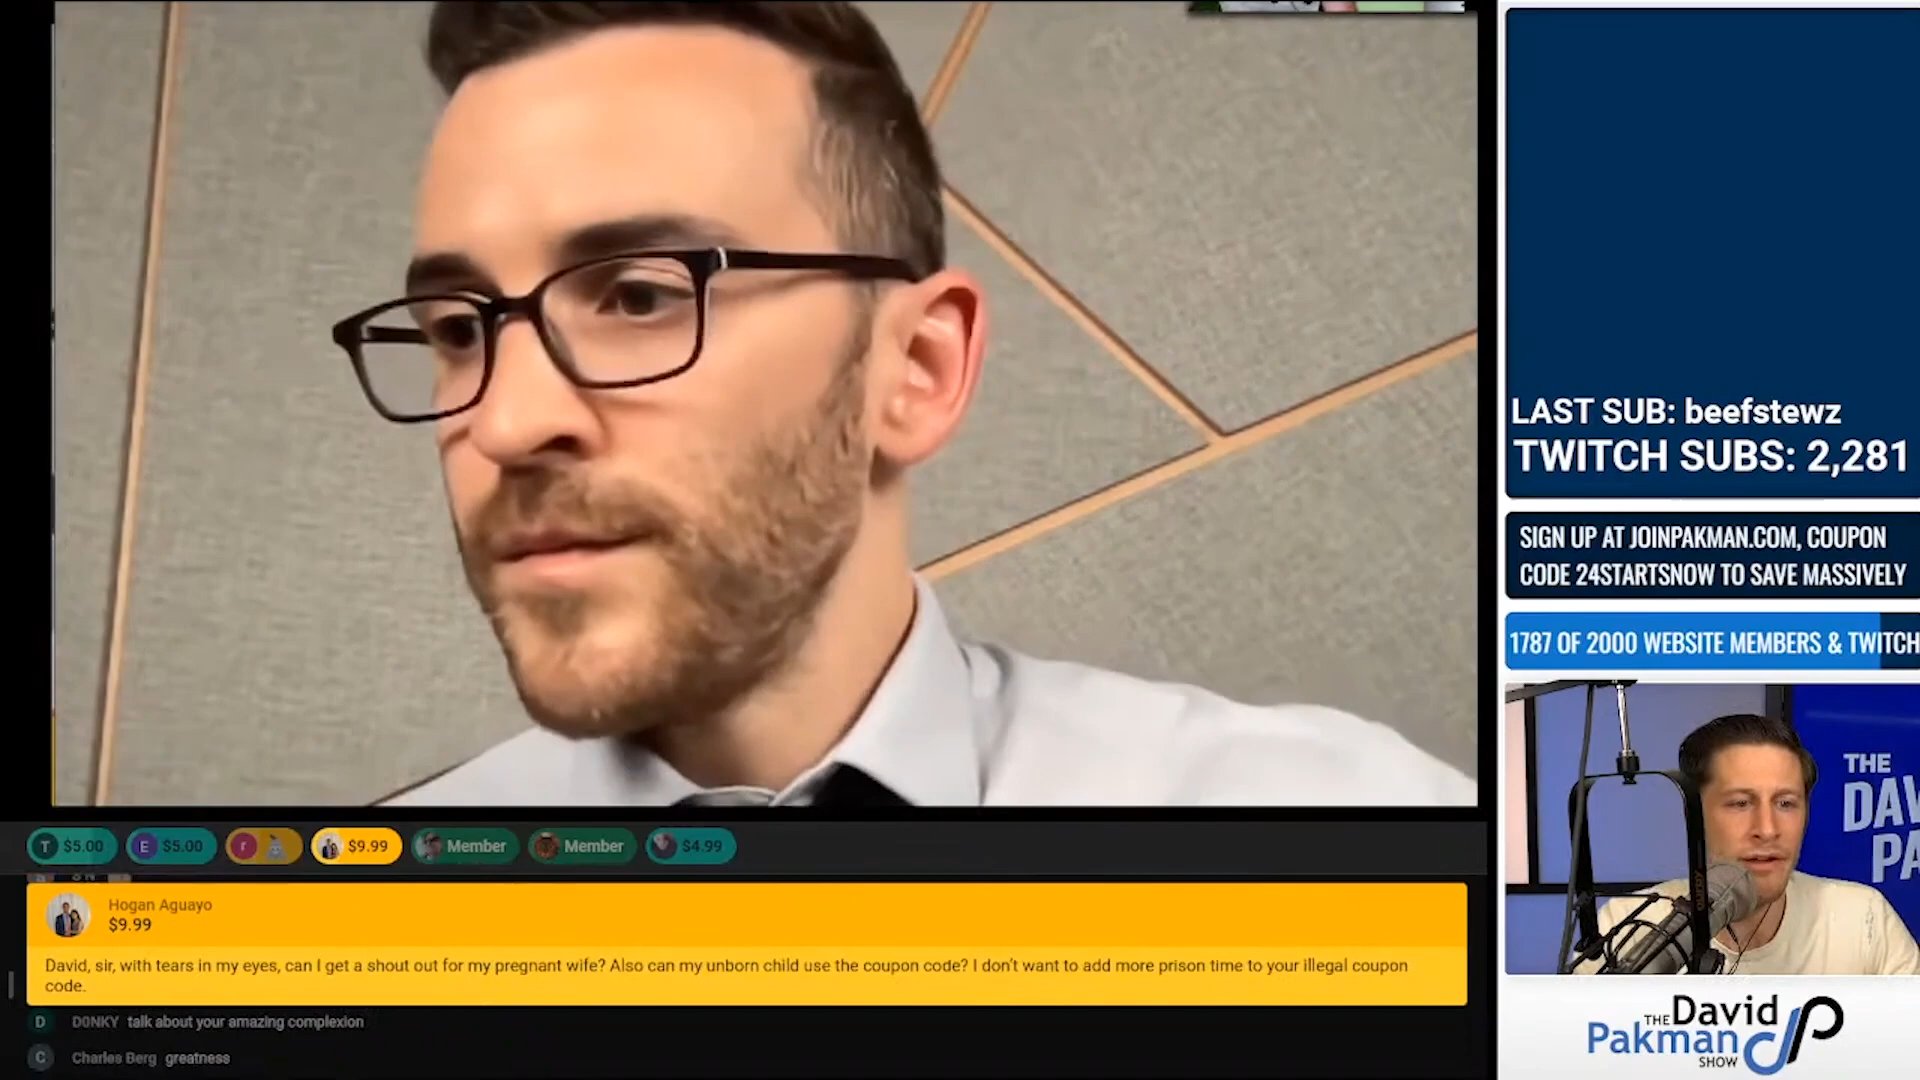 LAST SUB: beefstewz
TWITCH SUBS: 2,281
SIGN UP AT JOINPAKMAN.COM, COUPON
CODE 24STARTSNOW TO SAVE MASSIVELY
1787 OF 2000 WEBSITE MEMBERS & TWITCH
THE
DAV
PA
T $5.00
E $5.00
r
$9.99
Member
Member
$4.99
Hogan Aguayo
$9.99
David, sir, with tears in my eyes, can I get a shout out for my pregnant wife? Also can my unborn child use the coupon code? I don't want to add more prison time to your illegal coupon
code.
D D0NKY talk about your amazing complexion
C Charles Berg greatness
THE David
Pakman dP
SHOW